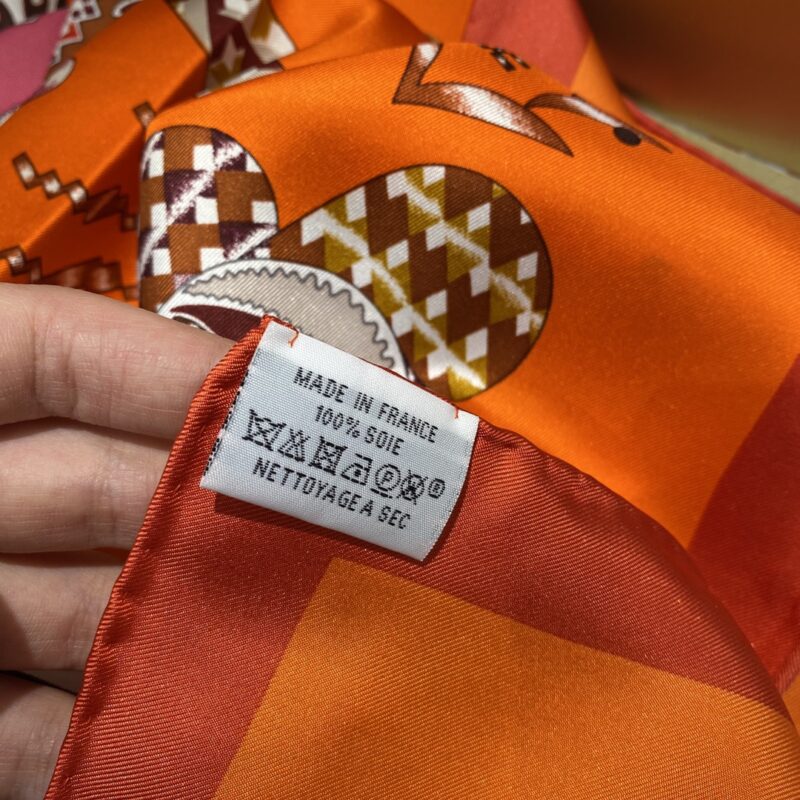 MADE IN FRANCE
100% SOIE
P ®
NETTOYAGE A SEC